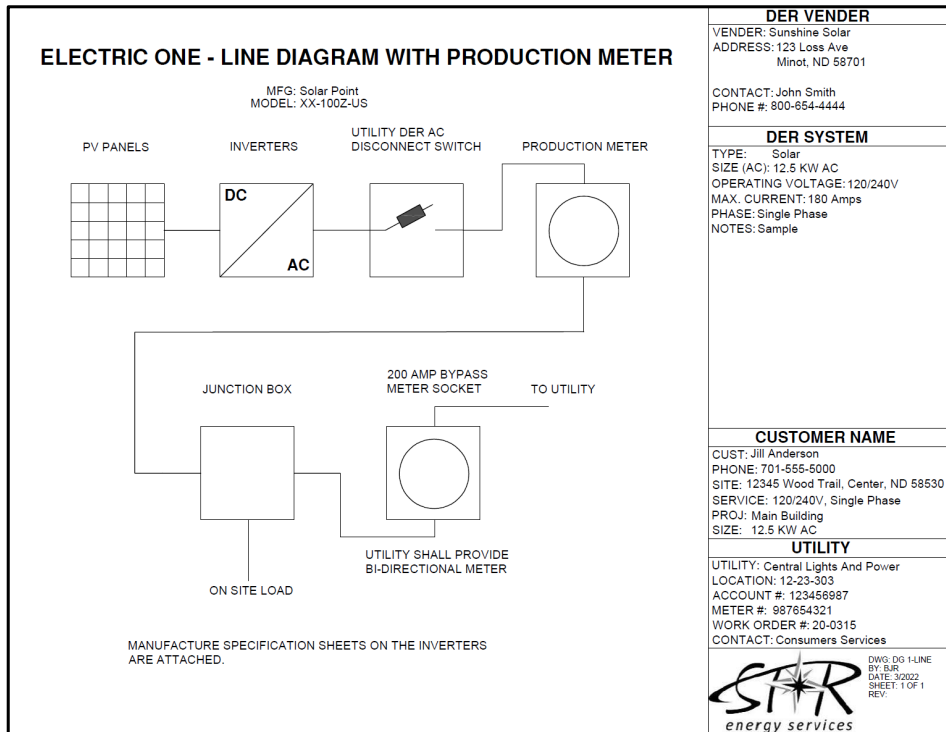 ELECTRIC ONE - LINE DIAGRAM WITH PRODUCTION METER
MFG: Solar Point
MODEL: XX-100Z-US
PV PANELS
INVERTERS
UTILITY DER AC
DISCONNECT SWITCH
PRODUCTION METER
DC
AC
JUNCTION BOX
200 AMP BYPASS
METER SOCKET
TO UTILITY
UTILITY SHALL PROVIDE
BI-DIRECTIONAL METER
ON SITE LOAD
MANUFACTURE SPECIFICATION SHEETS ON THE INVERTERS
ARE ATTACHED.
DER VENDER
VENDER: Sunshine Solar
ADDRESS: 123 Loss Ave
Minot, ND 58701
CONTACT: John Smith
PHONE #: 800-654-4444
DER SYSTEM
TYPE: Solar
SIZE (AC): 12.5 KW AC
OPERATING VOLTAGE: 120/240V
MAX. CURRENT: 180 Amps
PHASE: Single Phase
NOTES: Sample
CUSTOMER NAME
CUST: Jill Anderson
PHONE: 701-555-5000
SITE: 12345 Wood Trail, Center, ND 58530
SERVICE: 120/240V, Single Phase
PROJ: Main Building
SIZE: 12.5 KW AC
UTILITY
UTILITY: Central Lights And Power
LOCATION: 12-23-303
ACCOUNT #: 123456987
METER #: 987654321
WORK ORDER #: 20-0315
CONTACT: Consumers Services
STAR
energy services
DWG: DG 1-LINE
BY: BJR
DATE: 3/2022
SHEET: 1 OF 1
REV: